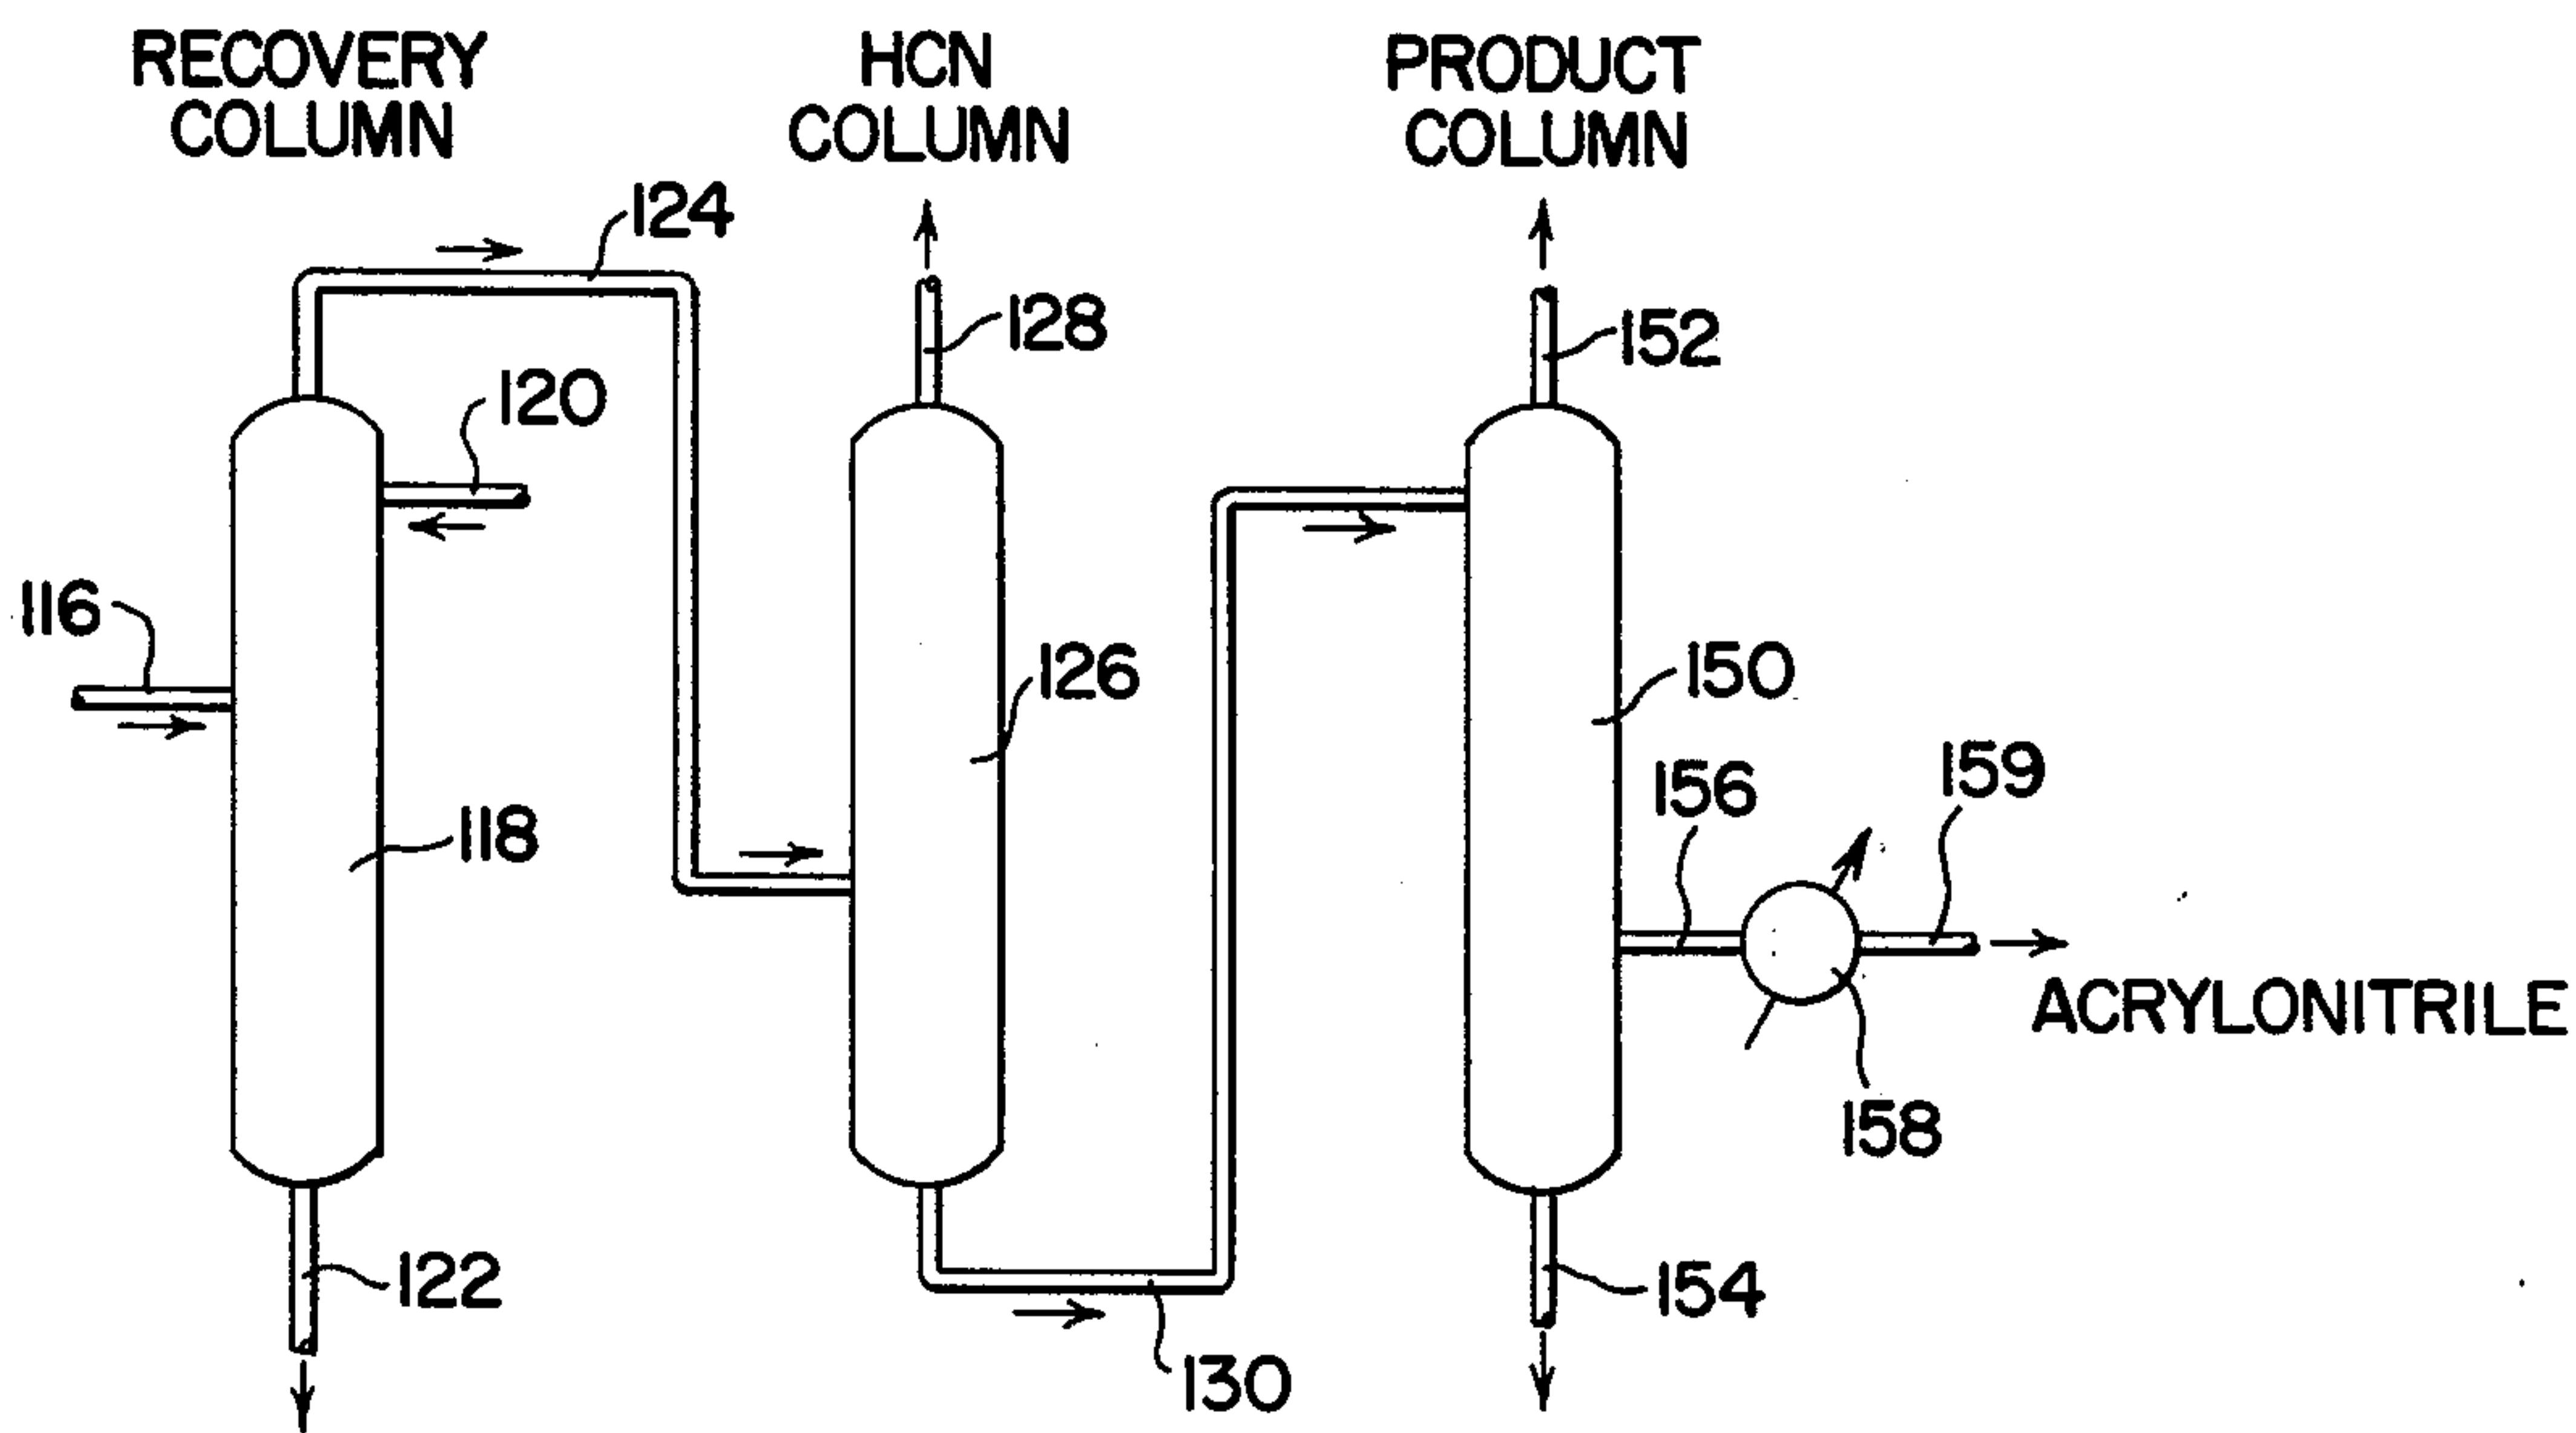 RECOVERY
COLUMN
HCN
COLUMN
PRODUCT
COLUMN
124
128
152
120
116
126
150
118
156
159
158
122
154
130
ACRYLONITRILE